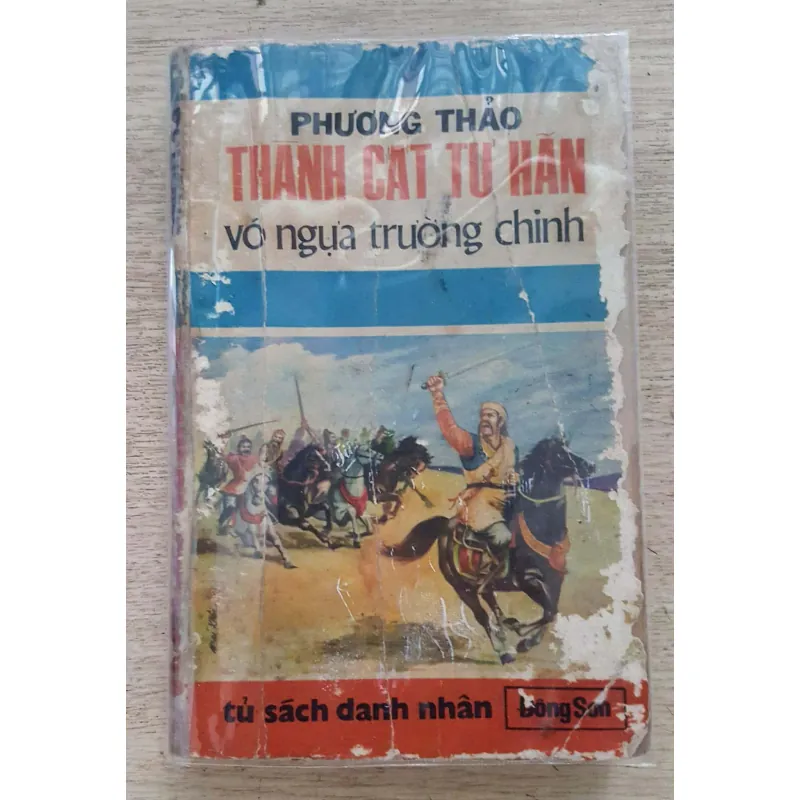 PHƯƠNG THẢO
THÀNH CÁT TƯ HÃN
vó ngựa trường chinh
tủ sách danh nhân Đông Sơn